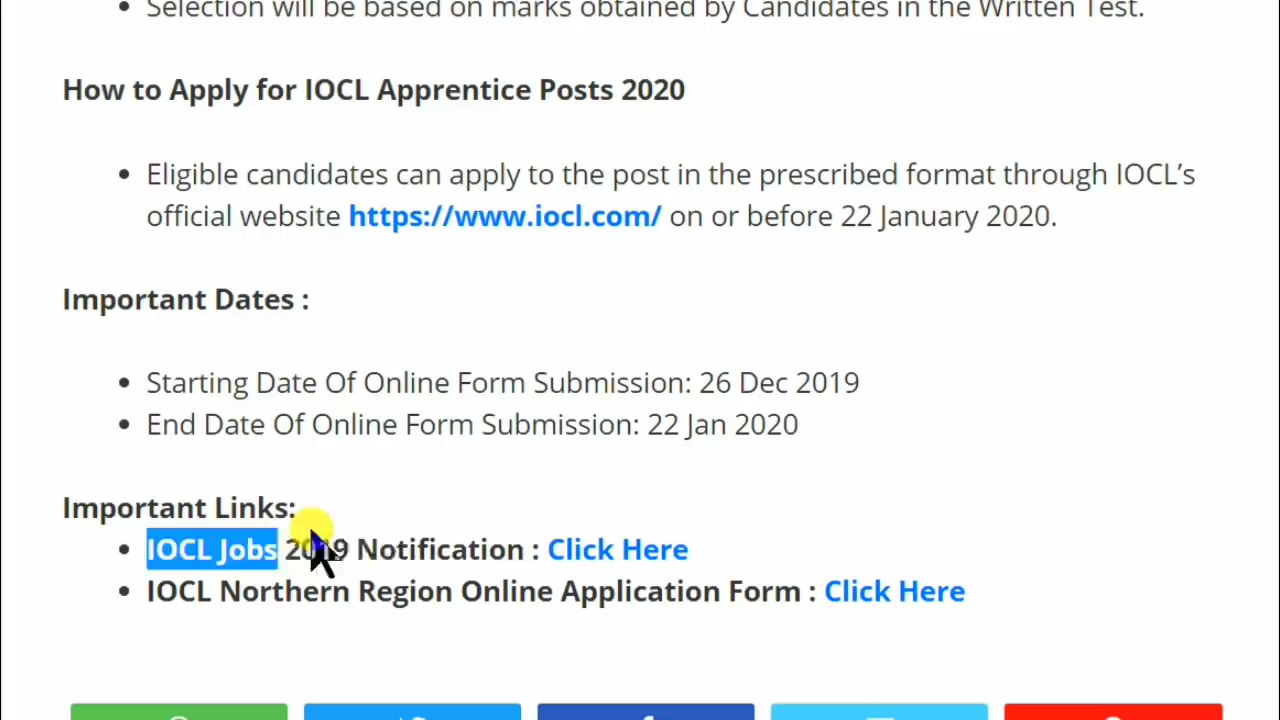 Selection will be based on marks obtained by Candidates in the Written Test.
How to Apply for IOCL Apprentice Posts 2020
Eligible candidates can apply to the post in the prescribed format through IOCL’s
official website https://www.iocl.com/ on or before 22 January 2020.
Important Dates :
Starting Date Of Online Form Submission: 26 Dec 2019
End Date Of Online Form Submission: 22 Jan 2020
Important Links:
IOCL Jobs 2019 Notification : Click Here
IOCL Northern Region Online Application Form : Click Here